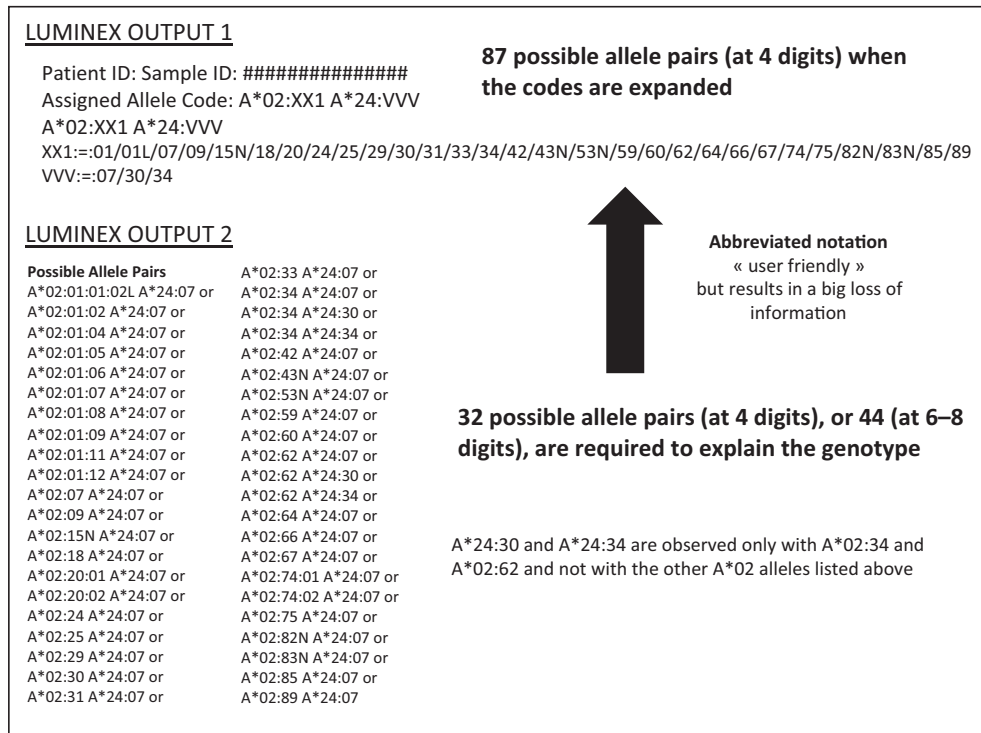 LUMINEX OUTPUT 1
Patient ID: Sample ID: ###############
Assigned Allele Code: A*02:XX1 A*24:VVV
A*02:XX1 A*24:VVV
XX1:=:01/01L/07/09/15N/18/20/24/25/29/30/31/33/34/42/43N/53N/59/60/62/64/66/67/74/75/82N/83N/85/89
VVV:=:07/30/34
87 possible allele pairs (at 4 digits) when
the codes are expanded
LUMINEX OUTPUT 2
Possible Allele Pairs
A*02:01:01:02L A*24:07 or
A*02:01:02 A*24:07 or
A*02:01:04 A*24:07 or
A*02:01:05 A*24:07 or
A*02:01:06 A*24:07 or
A*02:01:07 A*24:07 or
A*02:01:08 A*24:07 or
A*02:01:09 A*24:07 or
A*02:01:11 A*24:07 or
A*02:01:12 A*24:07 or
A*02:07 A*24:07 or
A*02:09 A*24:07 or
A*02:15N A*24:07 or
A*02:18 A*24:07 or
A*02:20:01 A*24:07 or
A*02:20:02 A*24:07 or
A*02:24 A*24:07 or
A*02:25 A*24:07 or
A*02:29 A*24:07 or
A*02:30 A*24:07 or
A*02:31 A*24:07 or
A*02:33 A*24:07 or
A*02:34 A*24:07 or
A*02:34 A*24:30 or
A*02:34 A*24:34 or
A*02:42 A*24:07 or
A*02:43N A*24:07 or
A*02:53N A*24:07 or
A*02:59 A*24:07 or
A*02:60 A*24:07 or
A*02:62 A*24:07 or
A*02:62 A*24:30 or
A*02:62 A*24:34 or
A*02:64 A*24:07 or
A*02:66 A*24:07 or
A*02:67 A*24:07 or
A*02:74:01 A*24:07 or
A*02:74:02 A*24:07 or
A*02:75 A*24:07 or
A*02:82N A*24:07 or
A*02:83N A*24:07 or
A*02:85 A*24:07 or
A*02:89 A*24:07
Abbreviated notation
« user friendly »
but results in a big loss of
information
32 possible allele pairs (at 4 digits), or 44 (at 6–8
digits), are required to explain the genotype
A*24:30 and A*24:34 are observed only with A*02:34 and
A*02:62 and not with the other A*02 alleles listed above